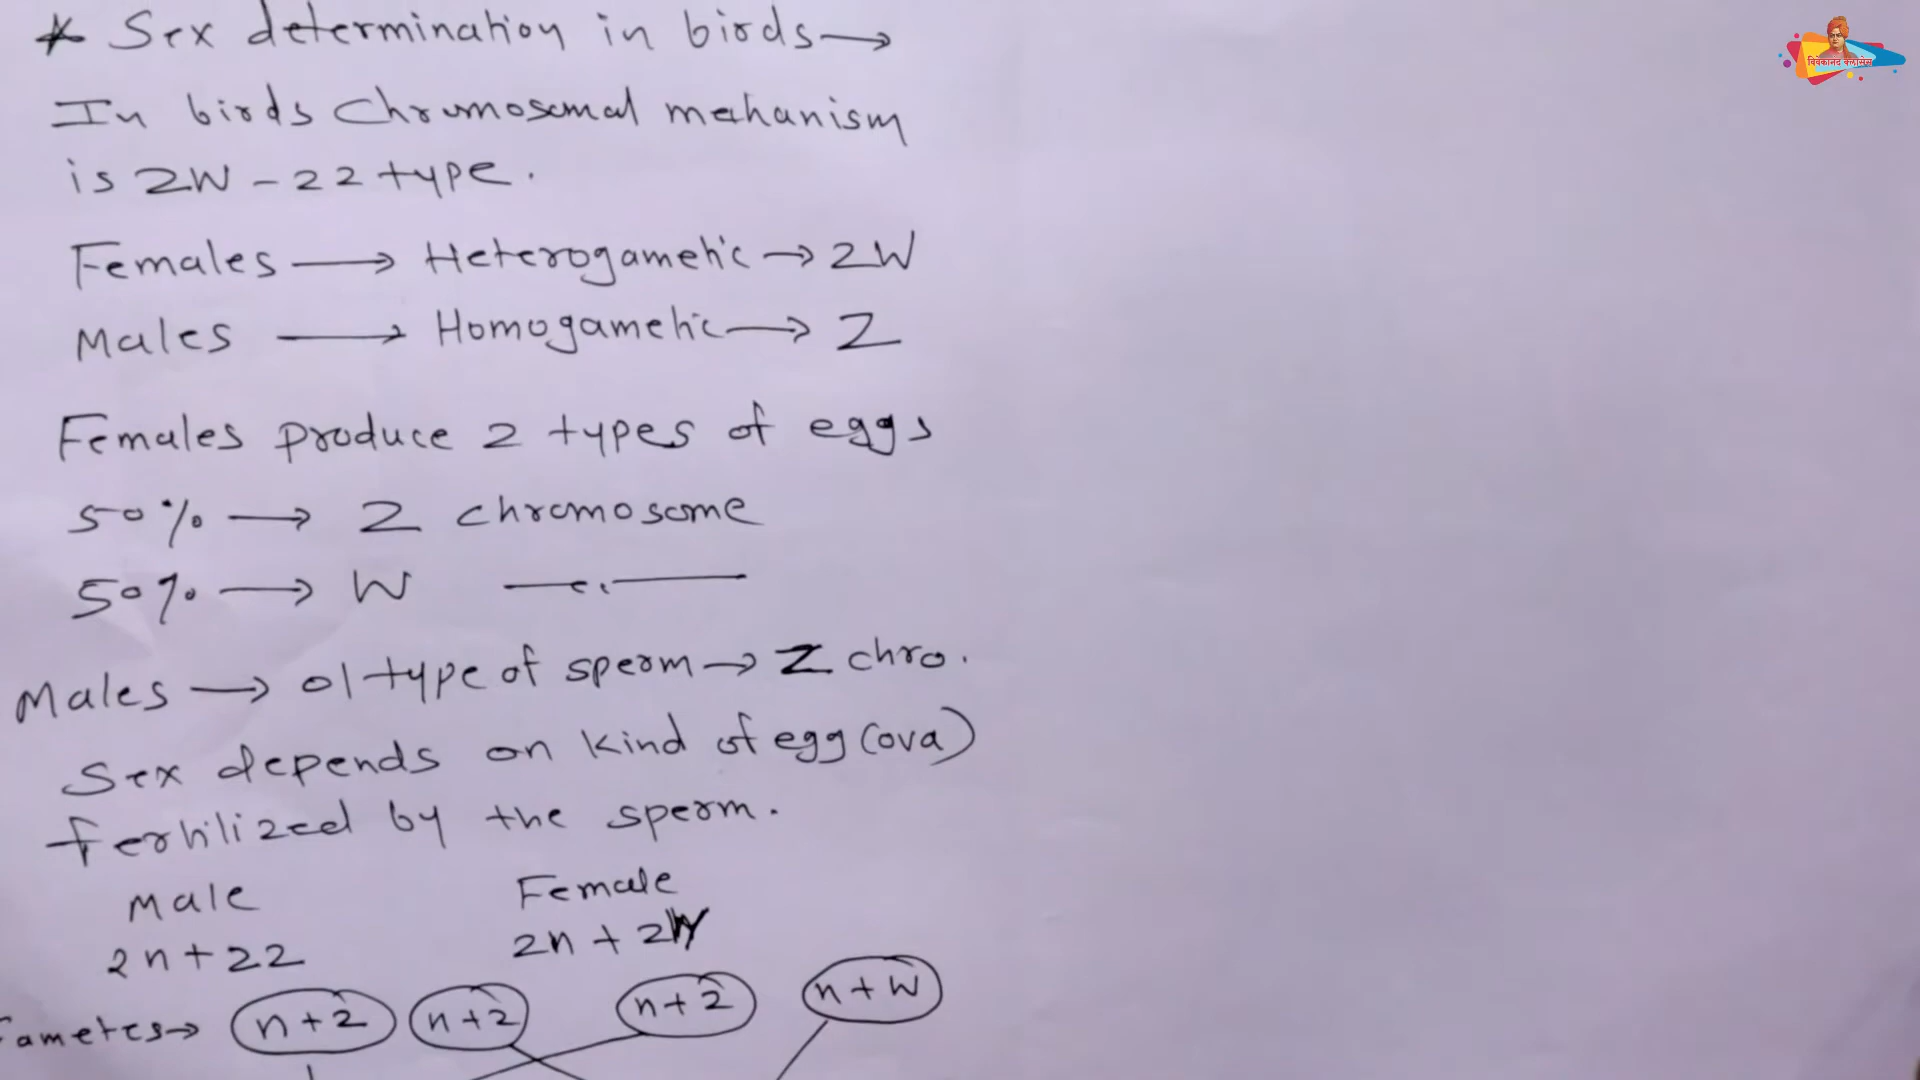 * Sex determination in birds →
In birds Chromosomal mechanism
is ZW - ZZ type.
Females → Heterogametic → ZW
Males → Homogametic → Z
Females produce 2 types of eggs
50% → Z chromosome
50% → W —〃—
Males → 01 type of sperm → Z chro.
Sex depends on kind of egg (ova)
fertilized by the sperm.
Male Female
2n + ZZ 2n + ZW
Gametes → n + Z n + Z n + Z n + W
विवेकानंद क्लासेस